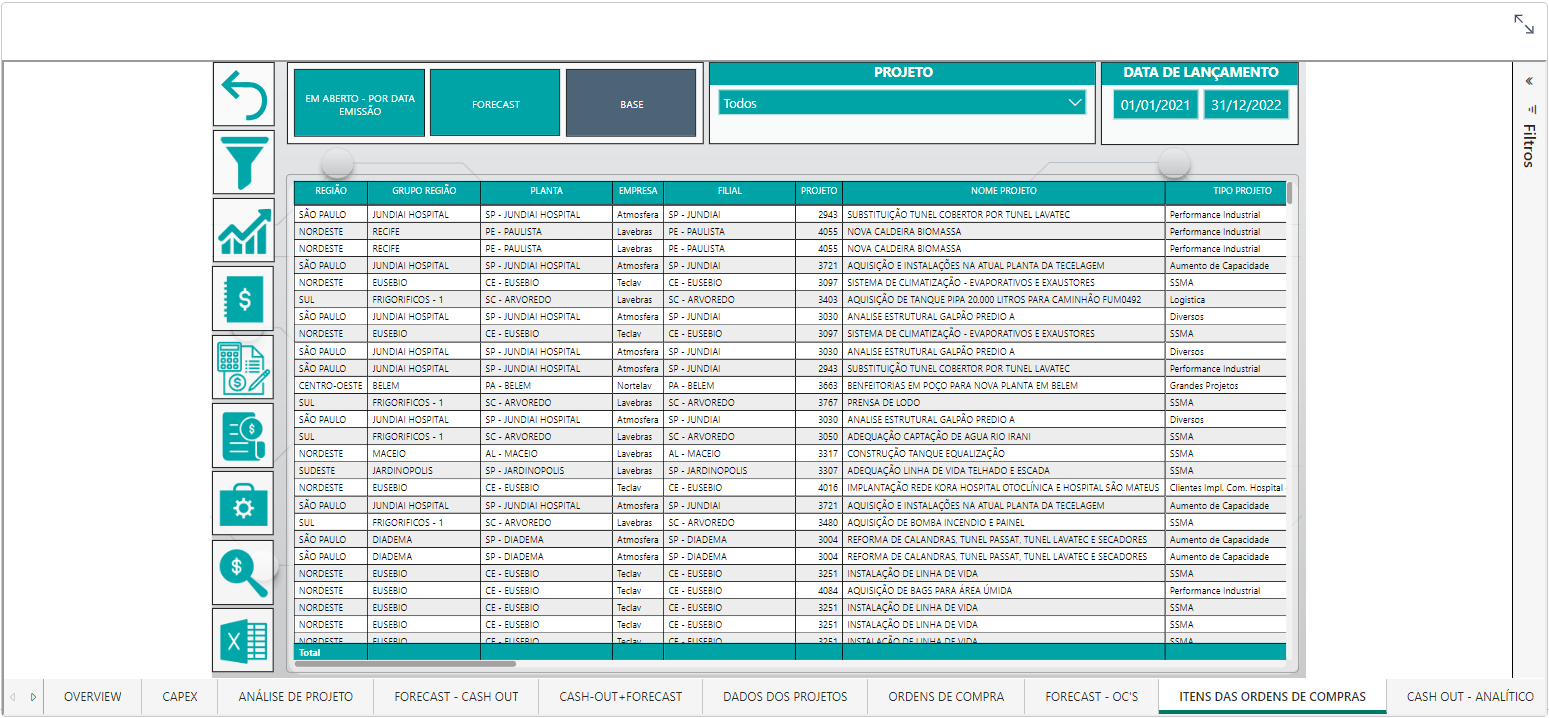 EM ABERTO - POR DATA
EMISSÃO
FORECAST
BASE
PROJETO
Todos
DATA DE LANÇAMENTO
01/01/2021 31/12/2022
Filtros
REGIÃO GRUPO REGIÃO PLANTA EMPRESA FILIAL PROJETO NOME PROJETO TIPO PROJETO
SÃO PAULO JUNDIAI HOSPITAL SP - JUNDIAI HOSPITAL Atmosfera SP - JUNDIAI 2943 SUBSTITUIÇÃO TUNEL COBERTOR POR TUNEL LAVATEC Performance Industrial
NORDESTE RECIFE PE - PAULISTA Lavebras PE - PAULISTA 4055 NOVA CALDEIRA BIOMASSA Performance Industrial
NORDESTE RECIFE PE - PAULISTA Lavebras PE - PAULISTA 4055 NOVA CALDEIRA BIOMASSA Performance Industrial
SÃO PAULO JUNDIAI HOSPITAL SP - JUNDIAI HOSPITAL Atmosfera SP - JUNDIAI 3721 AQUISIÇÃO E INSTALAÇÕES NA ATUAL PLANTA DA TECELAGEM Aumento de Capacidade
NORDESTE EUSEBIO CE - EUSEBIO Teclav CE - EUSEBIO 3097 SISTEMA DE CLIMATIZAÇÃO - EVAPORATIVOS E EXAUSTORES SSMA
SUL FRIGORIFICOS - 1 SC - ARVOREDO Lavebras SC - ARVOREDO 3403 AQUISIÇÃO DE TANQUE PIPA 20.000 LITROS PARA CAMINHÃO FUM0492 Logistica
SÃO PAULO JUNDIAI HOSPITAL SP - JUNDIAI HOSPITAL Atmosfera SP - JUNDIAI 3030 ANALISE ESTRUTURAL GALPÃO PREDIO A Diversos
NORDESTE EUSEBIO CE - EUSEBIO Teclav CE - EUSEBIO 3097 SISTEMA DE CLIMATIZAÇÃO - EVAPORATIVOS E EXAUSTORES SSMA
SÃO PAULO JUNDIAI HOSPITAL SP - JUNDIAI HOSPITAL Atmosfera SP - JUNDIAI 3030 ANALISE ESTRUTURAL GALPÃO PREDIO A Diversos
SÃO PAULO JUNDIAI HOSPITAL SP - JUNDIAI HOSPITAL Atmosfera SP - JUNDIAI 2943 SUBSTITUIÇÃO TUNEL COBERTOR POR TUNEL LAVATEC Performance Industrial
CENTRO-OESTE BELEM PA - BELEM Nortelav PA - BELEM 3663 BENFEITORIAS EM POÇO PARA NOVA PLANTA EM BELEM Grandes Projetos
SUL FRIGORIFICOS - 1 SC - ARVOREDO Lavebras SC - ARVOREDO 3767 PRENSA DE LODO SSMA
SÃO PAULO JUNDIAI HOSPITAL SP - JUNDIAI HOSPITAL Atmosfera SP - JUNDIAI 3030 ANALISE ESTRUTURAL GALPÃO PREDIO A Diversos
SUL FRIGORIFICOS - 1 SC - ARVOREDO Lavebras SC - ARVOREDO 3050 ADEQUAÇÃO CAPTAÇÃO DE AGUA RIO IRANI SSMA
NORDESTE MACEIO AL - MACEIO Lavebras AL - MACEIO 3317 CONSTRUÇÃO TANQUE EQUALIZAÇÃO SSMA
SUDESTE JARDINOPOLIS SP - JARDINOPOLIS Lavebras SP - JARDINOPOLIS 3307 ADEQUAÇÃO LINHA DE VIDA TELHADO E ESCADA SSMA
NORDESTE EUSEBIO CE - EUSEBIO Teclav CE - EUSEBIO 4016 IMPLANTAÇÃO REDE KORA HOSPITAL OTOCLÍNICA E HOSPITAL SÃO MATEUS Clientes Impl. Com. Hospital
SÃO PAULO JUNDIAI HOSPITAL SP - JUNDIAI HOSPITAL Atmosfera SP - JUNDIAI 3721 AQUISIÇÃO E INSTALAÇÕES NA ATUAL PLANTA DA TECELAGEM Aumento de Capacidade
SUL FRIGORIFICOS - 1 SC - ARVOREDO Lavebras SC - ARVOREDO 3480 AQUISIÇÃO DE BOMBA INCENDIO E PAINEL SSMA
SÃO PAULO DIADEMA SP - DIADEMA Atmosfera SP - DIADEMA 3004 REFORMA DE CALANDRAS, TUNEL PASSAT, TUNEL LAVATEC E SECADORES Aumento de Capacidade
SÃO PAULO DIADEMA SP - DIADEMA Atmosfera SP - DIADEMA 3004 REFORMA DE CALANDRAS, TUNEL PASSAT, TUNEL LAVATEC E SECADORES Aumento de Capacidade
NORDESTE EUSEBIO CE - EUSEBIO Teclav CE - EUSEBIO 3251 INSTALAÇÃO DE LINHA DE VIDA SSMA
NORDESTE EUSEBIO CE - EUSEBIO Teclav CE - EUSEBIO 4084 AQUISIÇÃO DE BAGS PARA ÁREA ÚMIDA Performance Industrial
NORDESTE EUSEBIO CE - EUSEBIO Teclav CE - EUSEBIO 3251 INSTALAÇÃO DE LINHA DE VIDA SSMA
NORDESTE EUSEBIO CE - EUSEBIO Teclav CE - EUSEBIO 3251 INSTALAÇÃO DE LINHA DE VIDA SSMA
NORDESTE EUSEBIO CE - EUSEBIO Teclav CE - EUSEBIO 3251 INSTALAÇÃO DE LINHA DE VIDA SSMA
Total
OVERVIEW CAPEX ANÁLISE DE PROJETO FORECAST - CASH OUT CASH-OUT+FORECAST DADOS DOS PROJETOS ORDENS DE COMPRA FORECAST - OC'S ITENS DAS ORDENS DE COMPRAS CASH OUT - ANALÍTICO